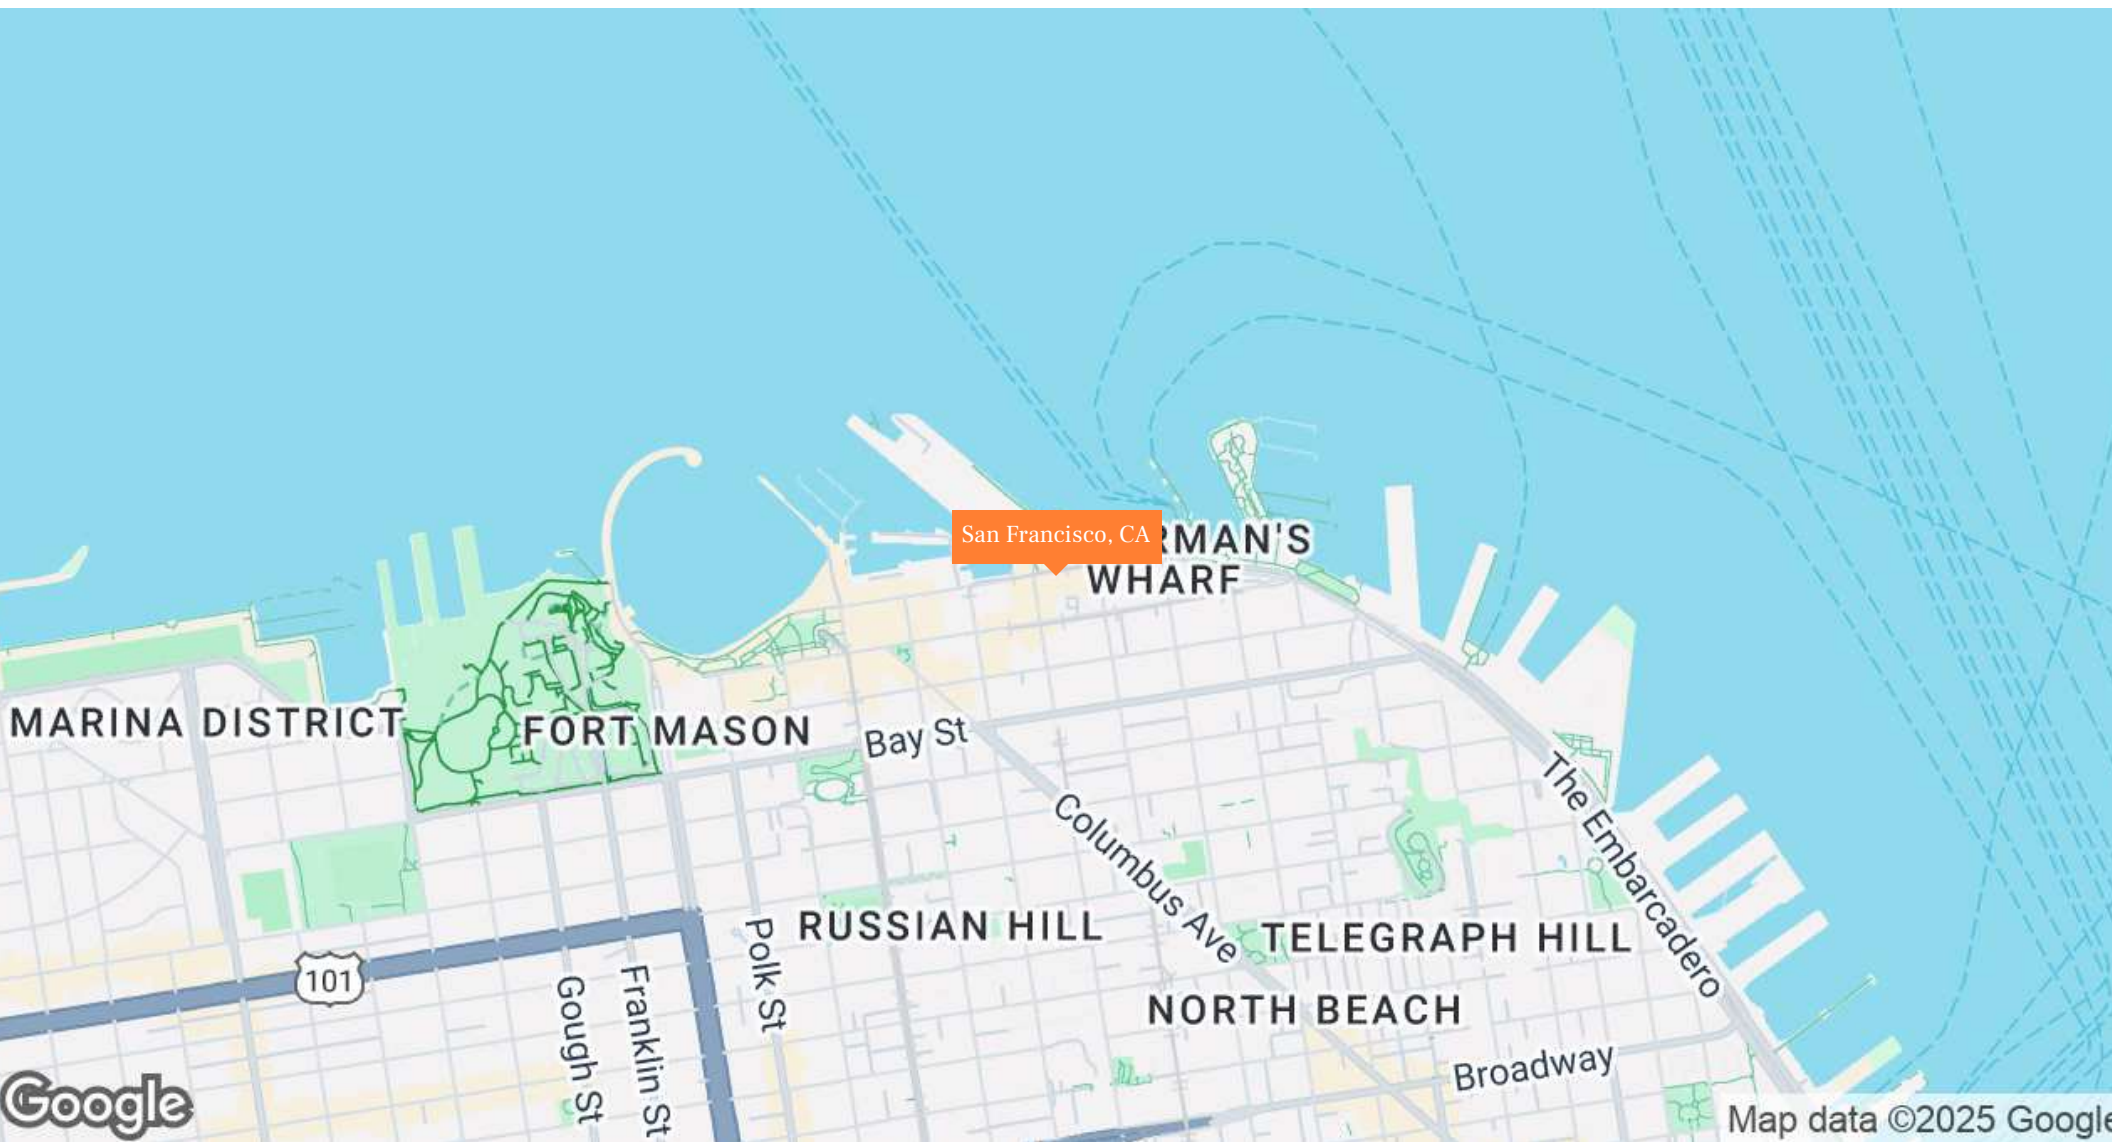 San Francisco, CA
RMAN'S
WHARF
MARINA DISTRICT
FORT MASON
Bay St
Columbus Ave
The Embarcadero
RUSSIAN HILL
TELEGRAPH HILL
101
Polk St
Gough St
Franklin St
NORTH BEACH
Broadway
Google
Map data ©2025 Google